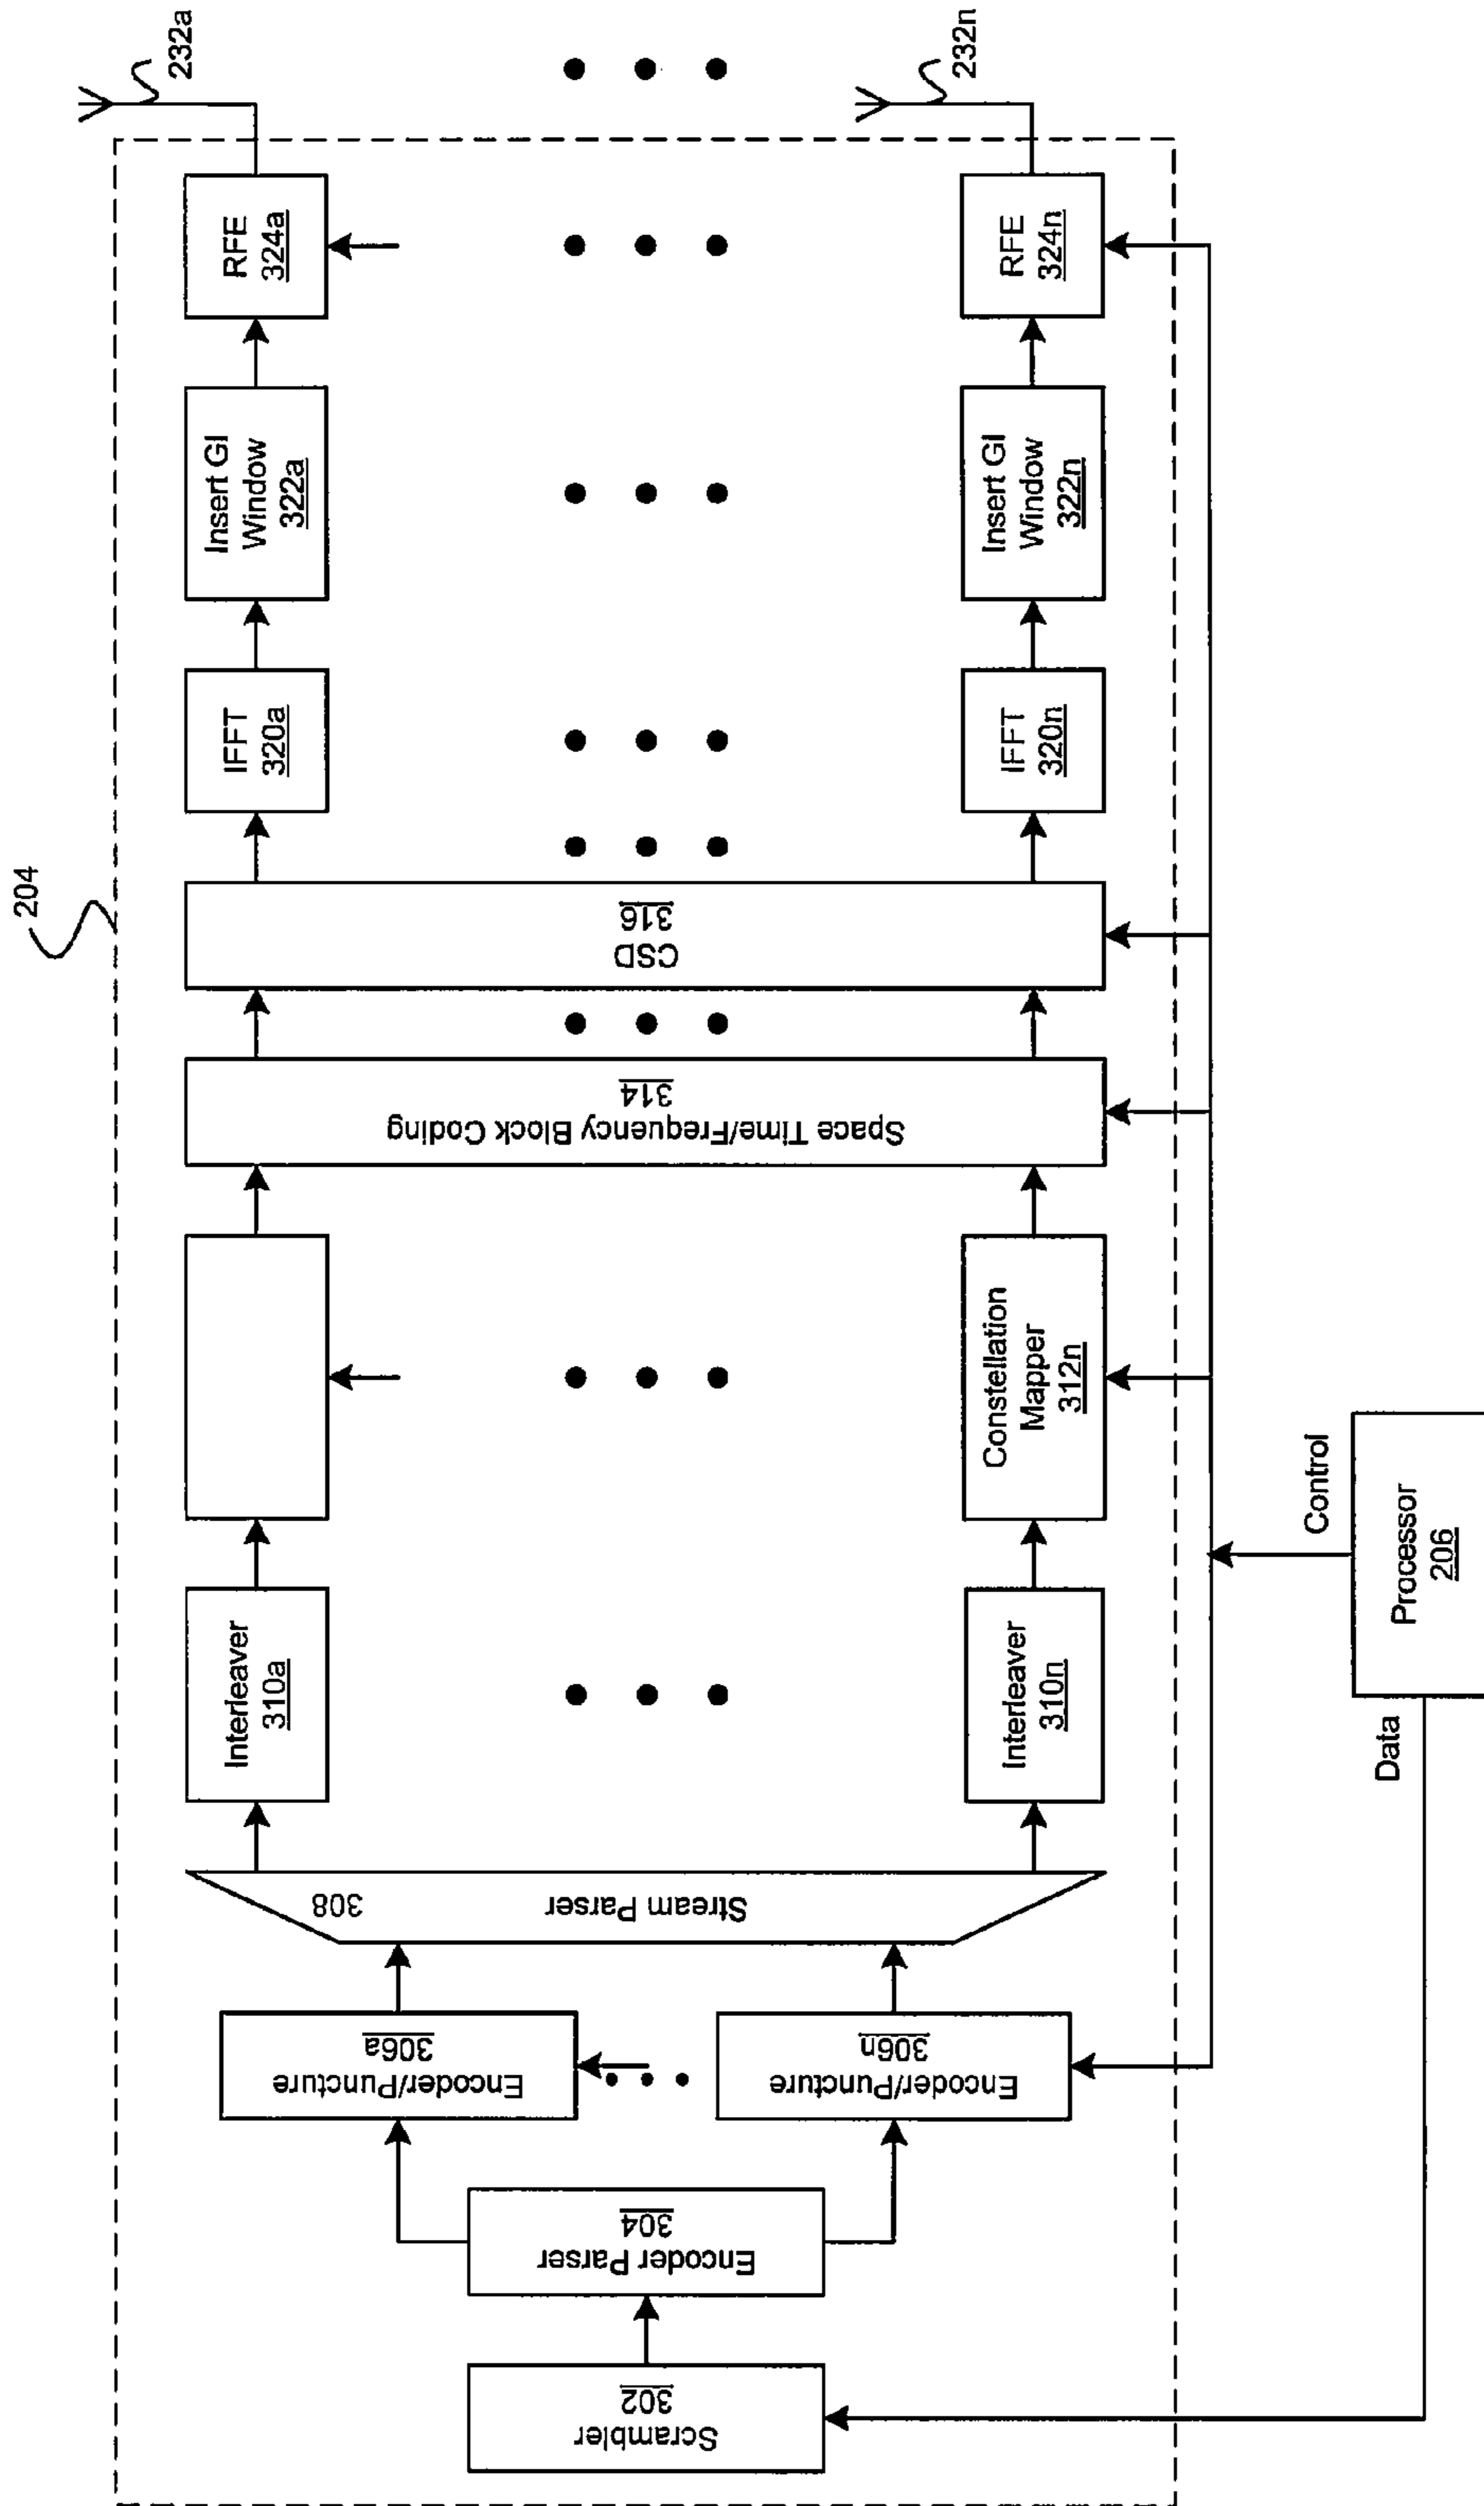 204
Scrambler
302
Encoder Parser
304
Encoder/Puncture
306a
Encoder/Puncture
306n
Stream Parser
308
Interleaver
310a
Interleaver
310n
Constellation
Mapper
312n
Space Time/Frequency Block Coding
314
CSD
316
IFFT
320a
IFFT
320n
Insert GI
Window
322a
Insert GI
Window
322n
RFE
324a
RFE
324n
232a
232n
Data
Control
Processor
206